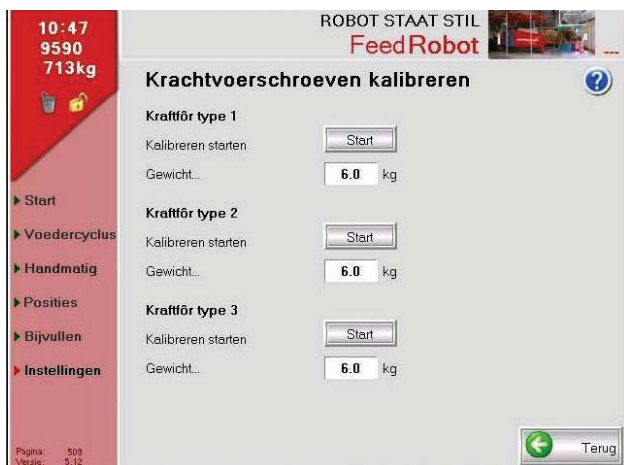 10:47
9590
713kg
ROBOT STAAT STIL
FeedRobot
...
Krachtvoerschroeven kalibreren
?
Kraftfôr type 1
Kalibreren starten
Start
Gewicht...
6.0 kg
Kraftfôr type 2
Kalibreren starten
Start
Gewicht...
6.0 kg
Kraftfôr type 3
Kalibreren starten
Start
Gewicht...
6.0 kg
Start
Voedercyclus
Handmatig
Posities
Bijvullen
Instellingen
Pagina: 509
Versie: 5.12
Terug